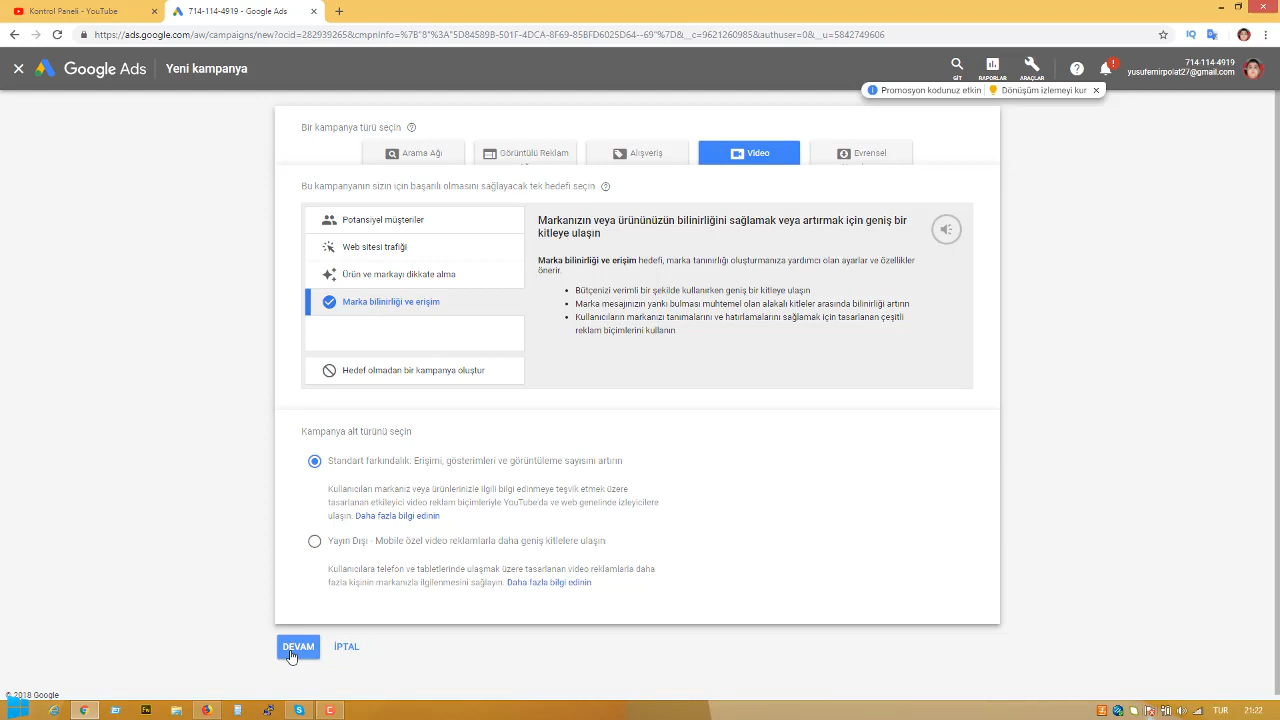 Kontrol Paneli - YouTube
714-114-4919 - Google Ads
https://ads.google.com/aw/campaigns/new?ocid=282939265&cmpnInfo=%7B"8"%3A"5D84589B-501F-4DCA-8F69-85BFD6025D64--69"%7D&__c=9621260985&authuser=0&__u=5842749606
Google Ads
Yeni kampanya
GİT
RAPORLAR
ARAÇLAR
714-114-4919
yusufemirpolat27@gmail.com
Promosyon kodunuz etkin
Dönüşüm izlemeyi kur
Bir kampanya türü seçin
Arama Ağı
Görüntülü Reklam
Alışveriş
Video
Evrensel
Bu kampanyanın sizin için başarılı olmasını sağlayacak tek hedefi seçin
Potansiyel müşteriler
Web sitesi trafiği
Ürün ve markayı dikkate alma
Marka bilinirliği ve erişim
Hedef olmadan bir kampanya oluştur
Markanızın veya ürününüzün bilinirliğini sağlamak veya artırmak için geniş bir
kitleye ulaşın
Marka bilinirliği ve erişim hedefi, marka tanınırlığı oluşturmanıza yardımcı olan ayarlar ve özellikler
önerir.
• Bütçenizi verimli bir şekilde kullanırken geniş bir kitleye ulaşın
• Marka mesajınızın yankı bulması muhtemel olan alakalı kitleler arasında bilinirliği artırın
• Kullanıcıların markanızı tanımalarını ve hatırlamalarını sağlamak için tasarlanan çeşitli
reklam biçimlerini kullanın
Kampanya alt türünü seçin
Standart farkındalık: Erişimi, gösterimleri ve görüntüleme sayısını artırın
Kullanıcıları markanız veya ürünlerinizle ilgili bilgi edinmeye teşvik etmek üzere
tasarlanan etkileyici video reklam biçimleriyle YouTube'da ve web genelinde izleyicilere
ulaşın. Daha fazla bilgi edinin
Yayın Dışı - Mobile özel video reklamlarla daha geniş kitlelere ulaşın
Kullanıcılara telefon ve tabletlerinde ulaşmak üzere tasarlanan video reklamlarla daha
fazla kişinin markanızla ilgilenmesini sağlayın. Daha fazla bilgi edinin
DEVAM
İPTAL
© 2018 Google
TUR
21:22